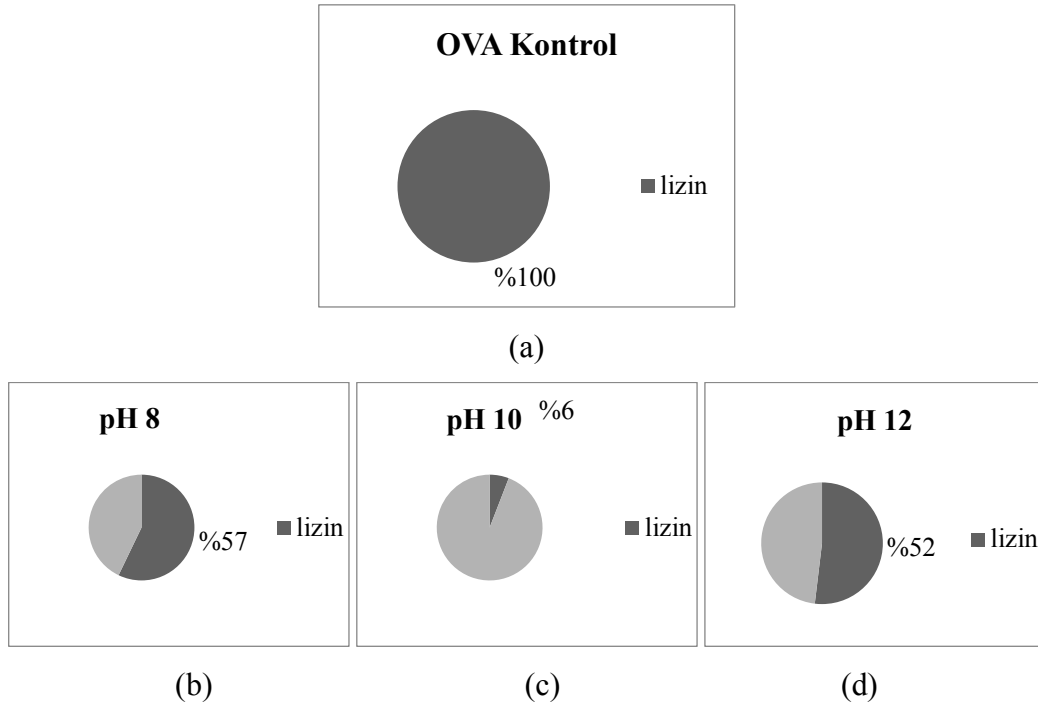 OVA Kontrol
lizin
%100
(a)
pH 8
%57
lizin
(b)
pH 10
%6
lizin
(c)
pH 12
%52
lizin
(d)